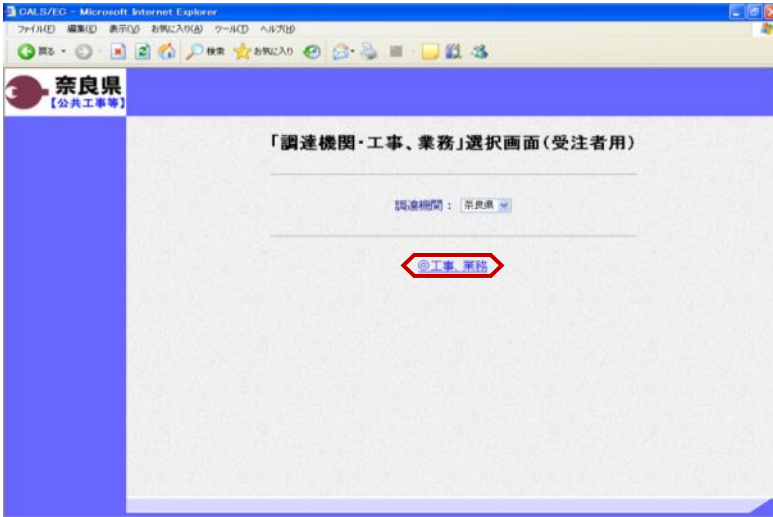 CALS/EC - Microsoft Internet Explorer
ファイル(F) 編集(E) 表示(V) お気に入り(A) ツール(T) ヘルプ(H)
戻る 検索 お気に入り
奈良県
【公共工事等】
「調達機関・工事、業務」選択画面(受注者用)
調達機関： 奈良県
◎工事、業務